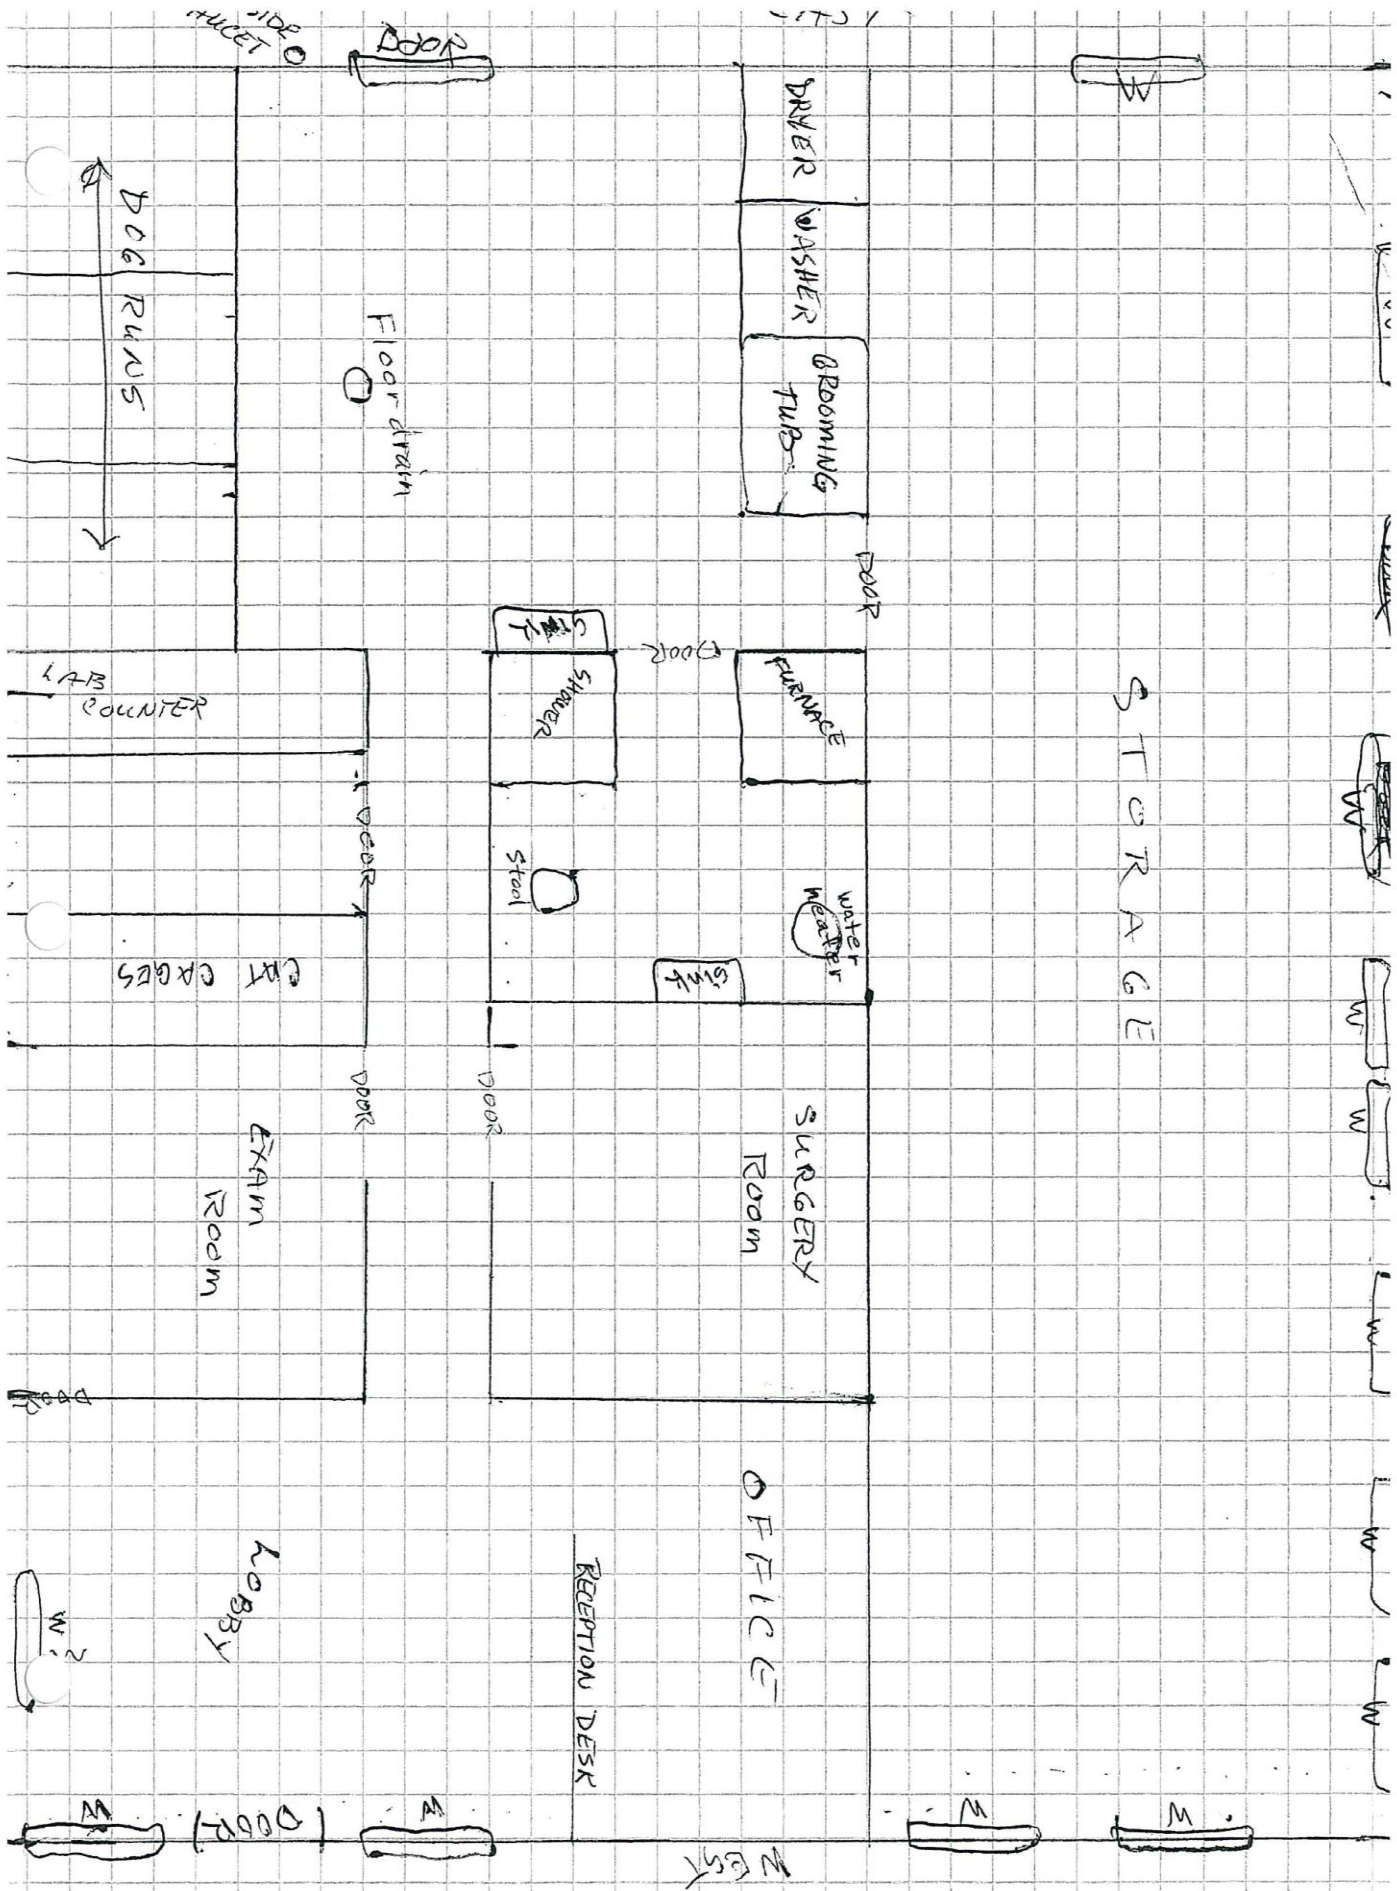 DOOR
W
DRYER
WASHER
GROOMING
TUB
DOG RUNS
Floor drain
DOOR
SINK
DOOR
SHOWER
FURNACE
LAB
COUNTER
STORAGE
W
DOOR
Stool
water
heater
Sink
CAT
CAGES
W
W
DOOR
DOOR
SURGERY
ROOM
EXAM
ROOM
W
DOOR
OFFICE
W
LOBBY
RECEPTION DESK
W ?
W
W
DOOR
W
W
W
WEST